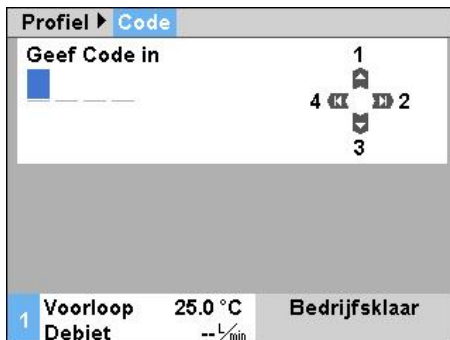 Profiel ▶ Code
Geef Code in
1
4 2
3
1 Voorloop 25.0 °C Bedrijfsklaar
Debiet -- L/min